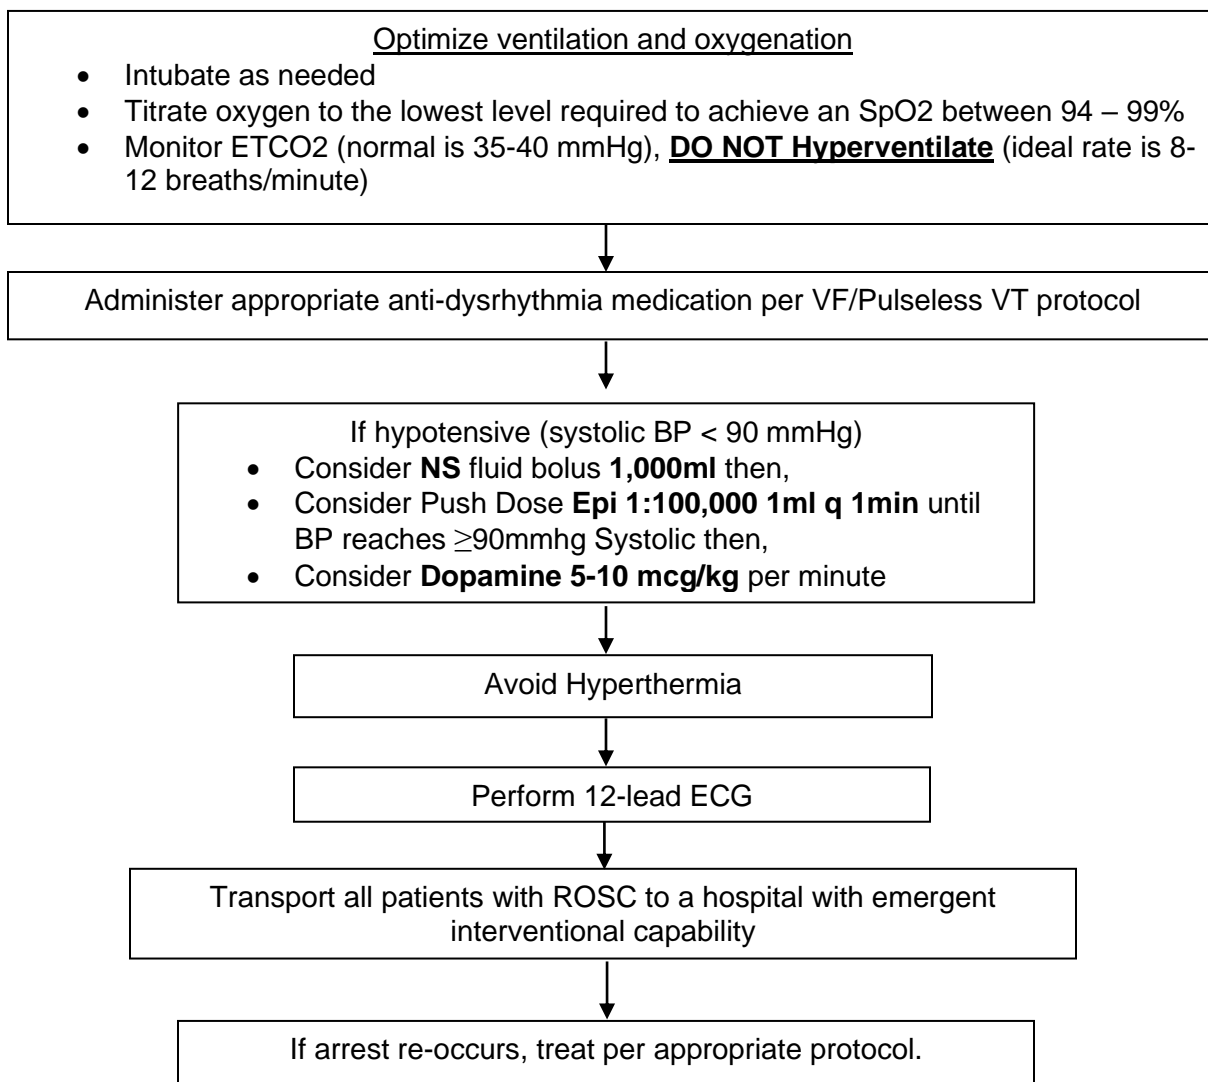 Optimize ventilation and oxygenation
• Intubate as needed
• Titrate oxygen to the lowest level required to achieve an SpO2 between 94 – 99%
• Monitor ETCO2 (normal is 35-40 mmHg), DO NOT Hyperventilate (ideal rate is 8-
12 breaths/minute)
Administer appropriate anti-dysrhythmia medication per VF/Pulseless VT protocol
If hypotensive (systolic BP < 90 mmHg)
• Consider NS fluid bolus 1,000ml then,
• Consider Push Dose Epi 1:100,000 1ml q 1min until
BP reaches ≥90mmhg Systolic then,
• Consider Dopamine 5-10 mcg/kg per minute
Avoid Hyperthermia
Perform 12-lead ECG
Transport all patients with ROSC to a hospital with emergent
interventional capability
If arrest re-occurs, treat per appropriate protocol.